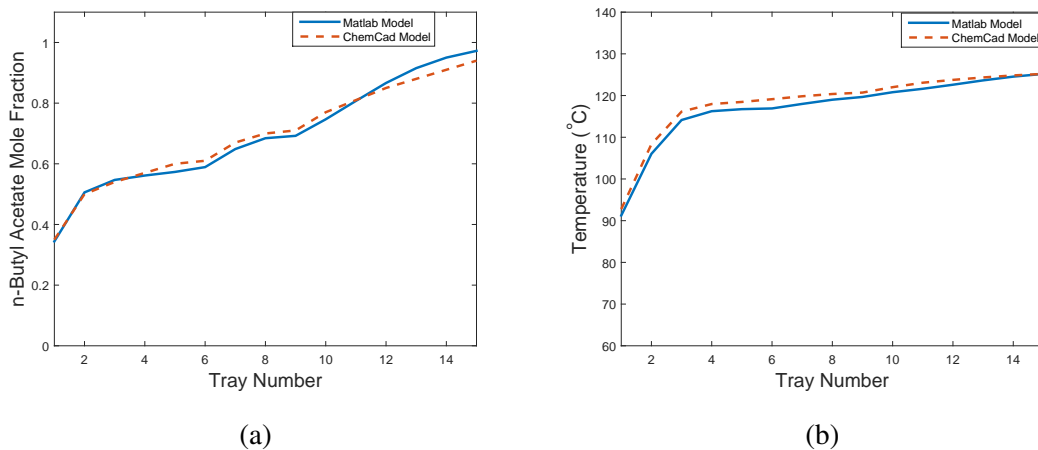 Matlab Model
ChemCad Model
1
0.8
0.6
0.4
0.2
0
n-Butyl Acetate Mole Fraction
2 4 6 8 10 12 14
Tray Number
(a)
Matlab Model
ChemCad Model
140
130
120
110
100
90
80
70
60
Temperature (°C)
2 4 6 8 10 12 14
Tray Number
(b)